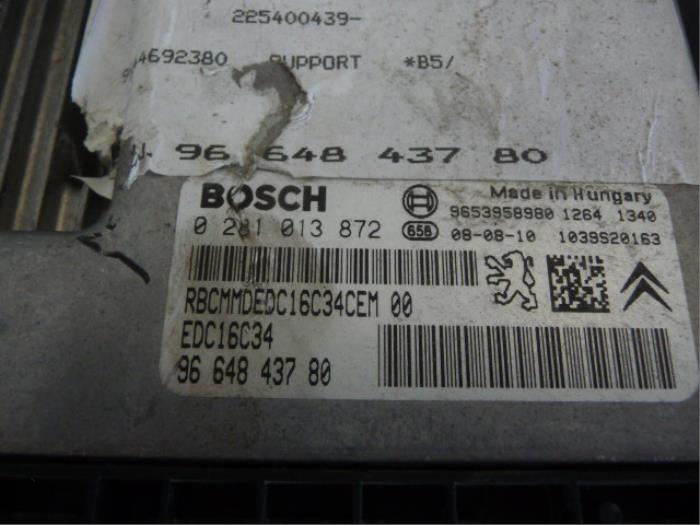 225400439-
4692380 SUPPORT *B5/
96 648 437 80
BOSCH
Made in Hungary
9653958980 1264 1340
0 281 013 872
656 08-08-10 1039S20163
RBCMMDEDC16C34CEM 00
EDC16C34
96 648 437 80